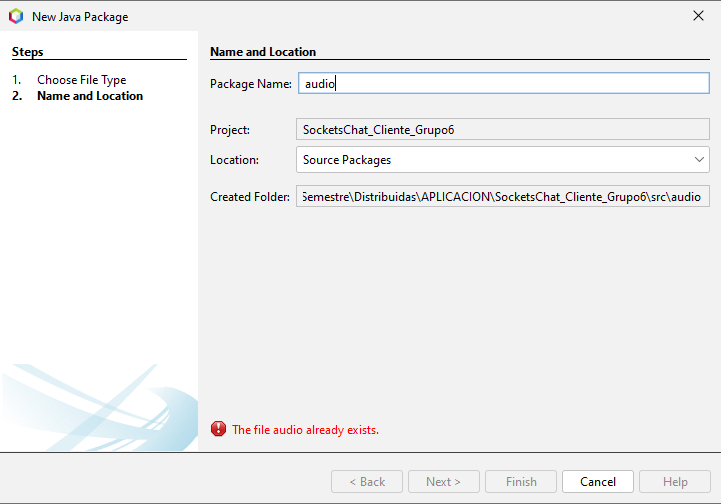 New Java Package
Steps
1. Choose File Type
2. Name and Location
Name and Location
Package Name: audio
Project: SocketsChat_Cliente_Grupo6
Location: Source Packages
Created Folder: Semestre\Distribuidas\APLICACION\SocketsChat_Cliente_Grupo6\src\audio
The file audio already exists.
< Back Next > Finish Cancel Help